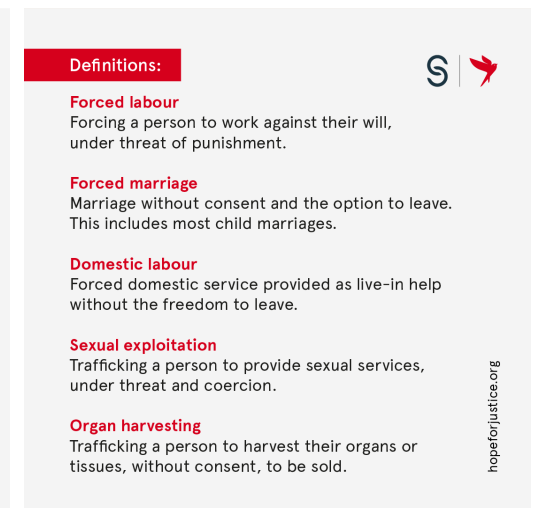 Definitions:
Forced labour
Forcing a person to work against their will,
under threat of punishment.
Forced marriage
Marriage without consent and the option to leave.
This includes most child marriages.
Domestic labour
Forced domestic service provided as live-in help
without the freedom to leave.
Sexual exploitation
Trafficking a person to provide sexual services,
under threat and coercion.
Organ harvesting
Trafficking a person to harvest their organs or
tissues, without consent, to be sold.
hopeforjustice.org